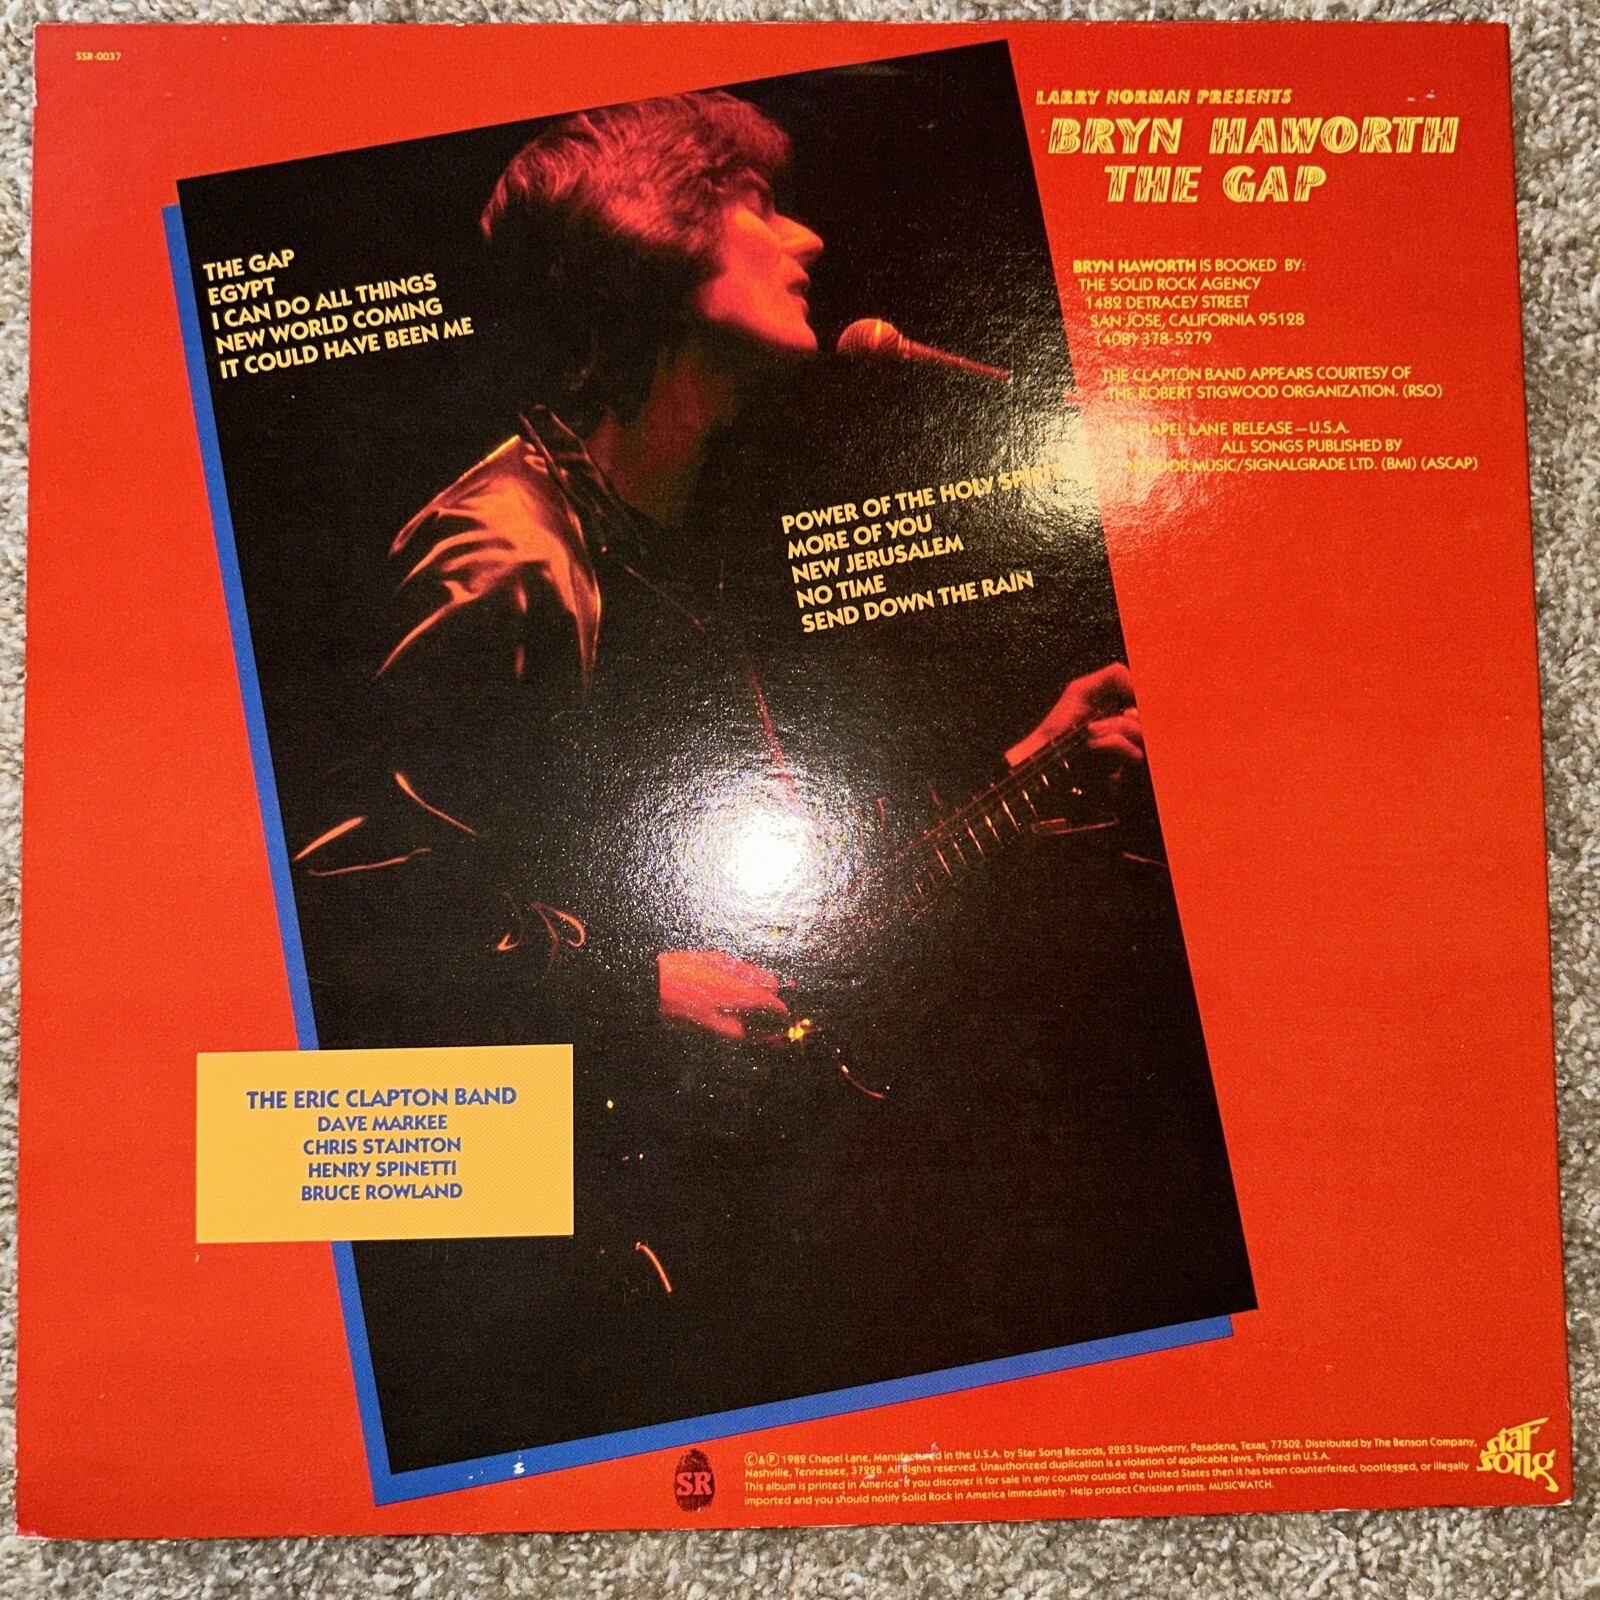 SSR-0037
LARRY NORMAN PRESENTS
BRYN HAWORTH
THE GAP
BRYN HAWORTH IS BOOKED BY:
THE SOLID ROCK AGENCY
1482 DETRACEY STREET
SAN JOSE, CALIFORNIA 95128
(408) 378-5279
THE CLAPTON BAND APPEARS COURTESY OF
THE ROBERT STIGWOOD ORGANIZATION. (RSO)
CHAPEL LANE RELEASE—U.S.A.
ALL SONGS PUBLISHED BY
MUSIC/SIGNALGRADE LTD. (BMI) (ASCAP)
THE GAP
EGYPT
I CAN DO ALL THINGS
NEW WORLD COMING
IT COULD HAVE BEEN ME
POWER OF THE HOLY SPIRIT
MORE OF YOU
NEW JERUSALEM
NO TIME
SEND DOWN THE RAIN
THE ERIC CLAPTON BAND
DAVE MARKEE
CHRIS STAINTON
HENRY SPINETTI
BRUCE ROWLAND
SR
©&℗ 1982 Chapel Lane, Manufactured in the U.S.A. by Star Song Records, 2223 Strawberry, Pasadena, Texas, 77502. Distributed by The Benson Company,
Nashville, Tennessee, 37228. All Rights reserved. Unauthorized duplication is a violation of applicable laws. Printed in U.S.A.
This album is printed in America. If you discover it for sale in any country outside the United States then it has been counterfeited, bootlegged, or illegally
imported and you should notify Solid Rock in America immediately. Help protect Christian artists. MUSICWATCH.
star
song